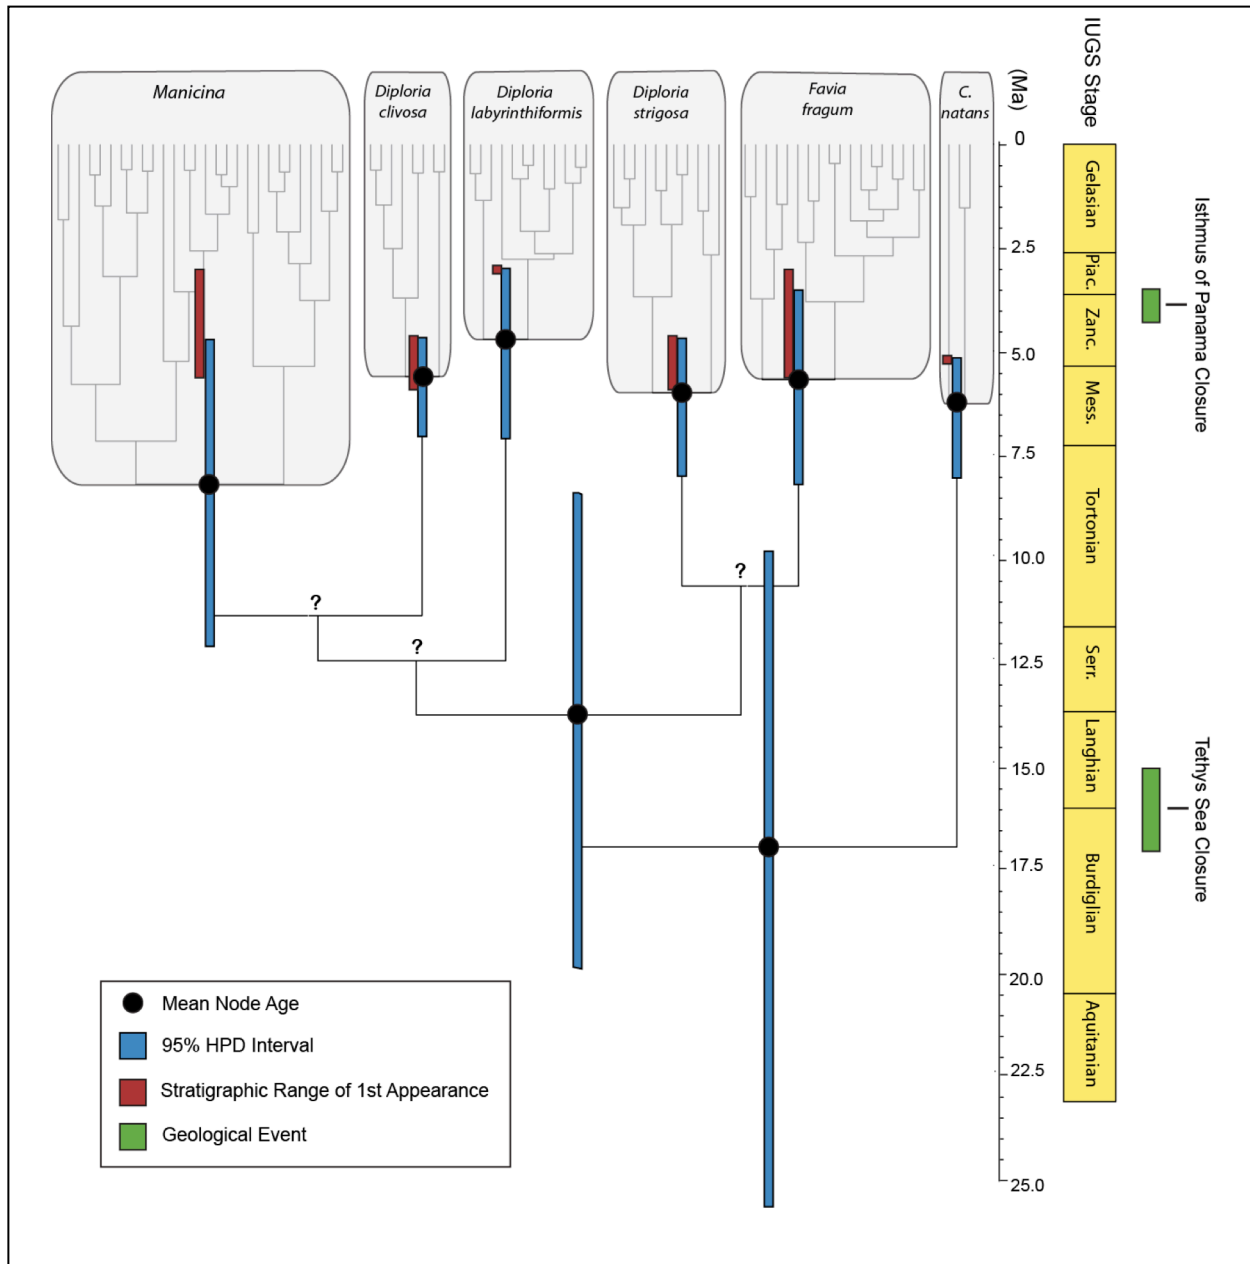 Manicina
Diploria
clivosa
Diploria
labyrinthiformis
Diploria
strigosa
Favia
fragum
C.
natans
(Ma)
IUGS Stage
0
2.5
5.0
7.5
10.0
12.5
15.0
17.5
20.0
22.5
25.0
Gelasian
Piac.
Zanc.
Mess.
Tortonian
Serr.
Langhian
Burdiglian
Aquitanian
Isthmus of Panama Closure
Tethys Sea Closure
?
?
?
Mean Node Age
95% HPD Interval
Stratigraphic Range of 1st Appearance
Geological Event